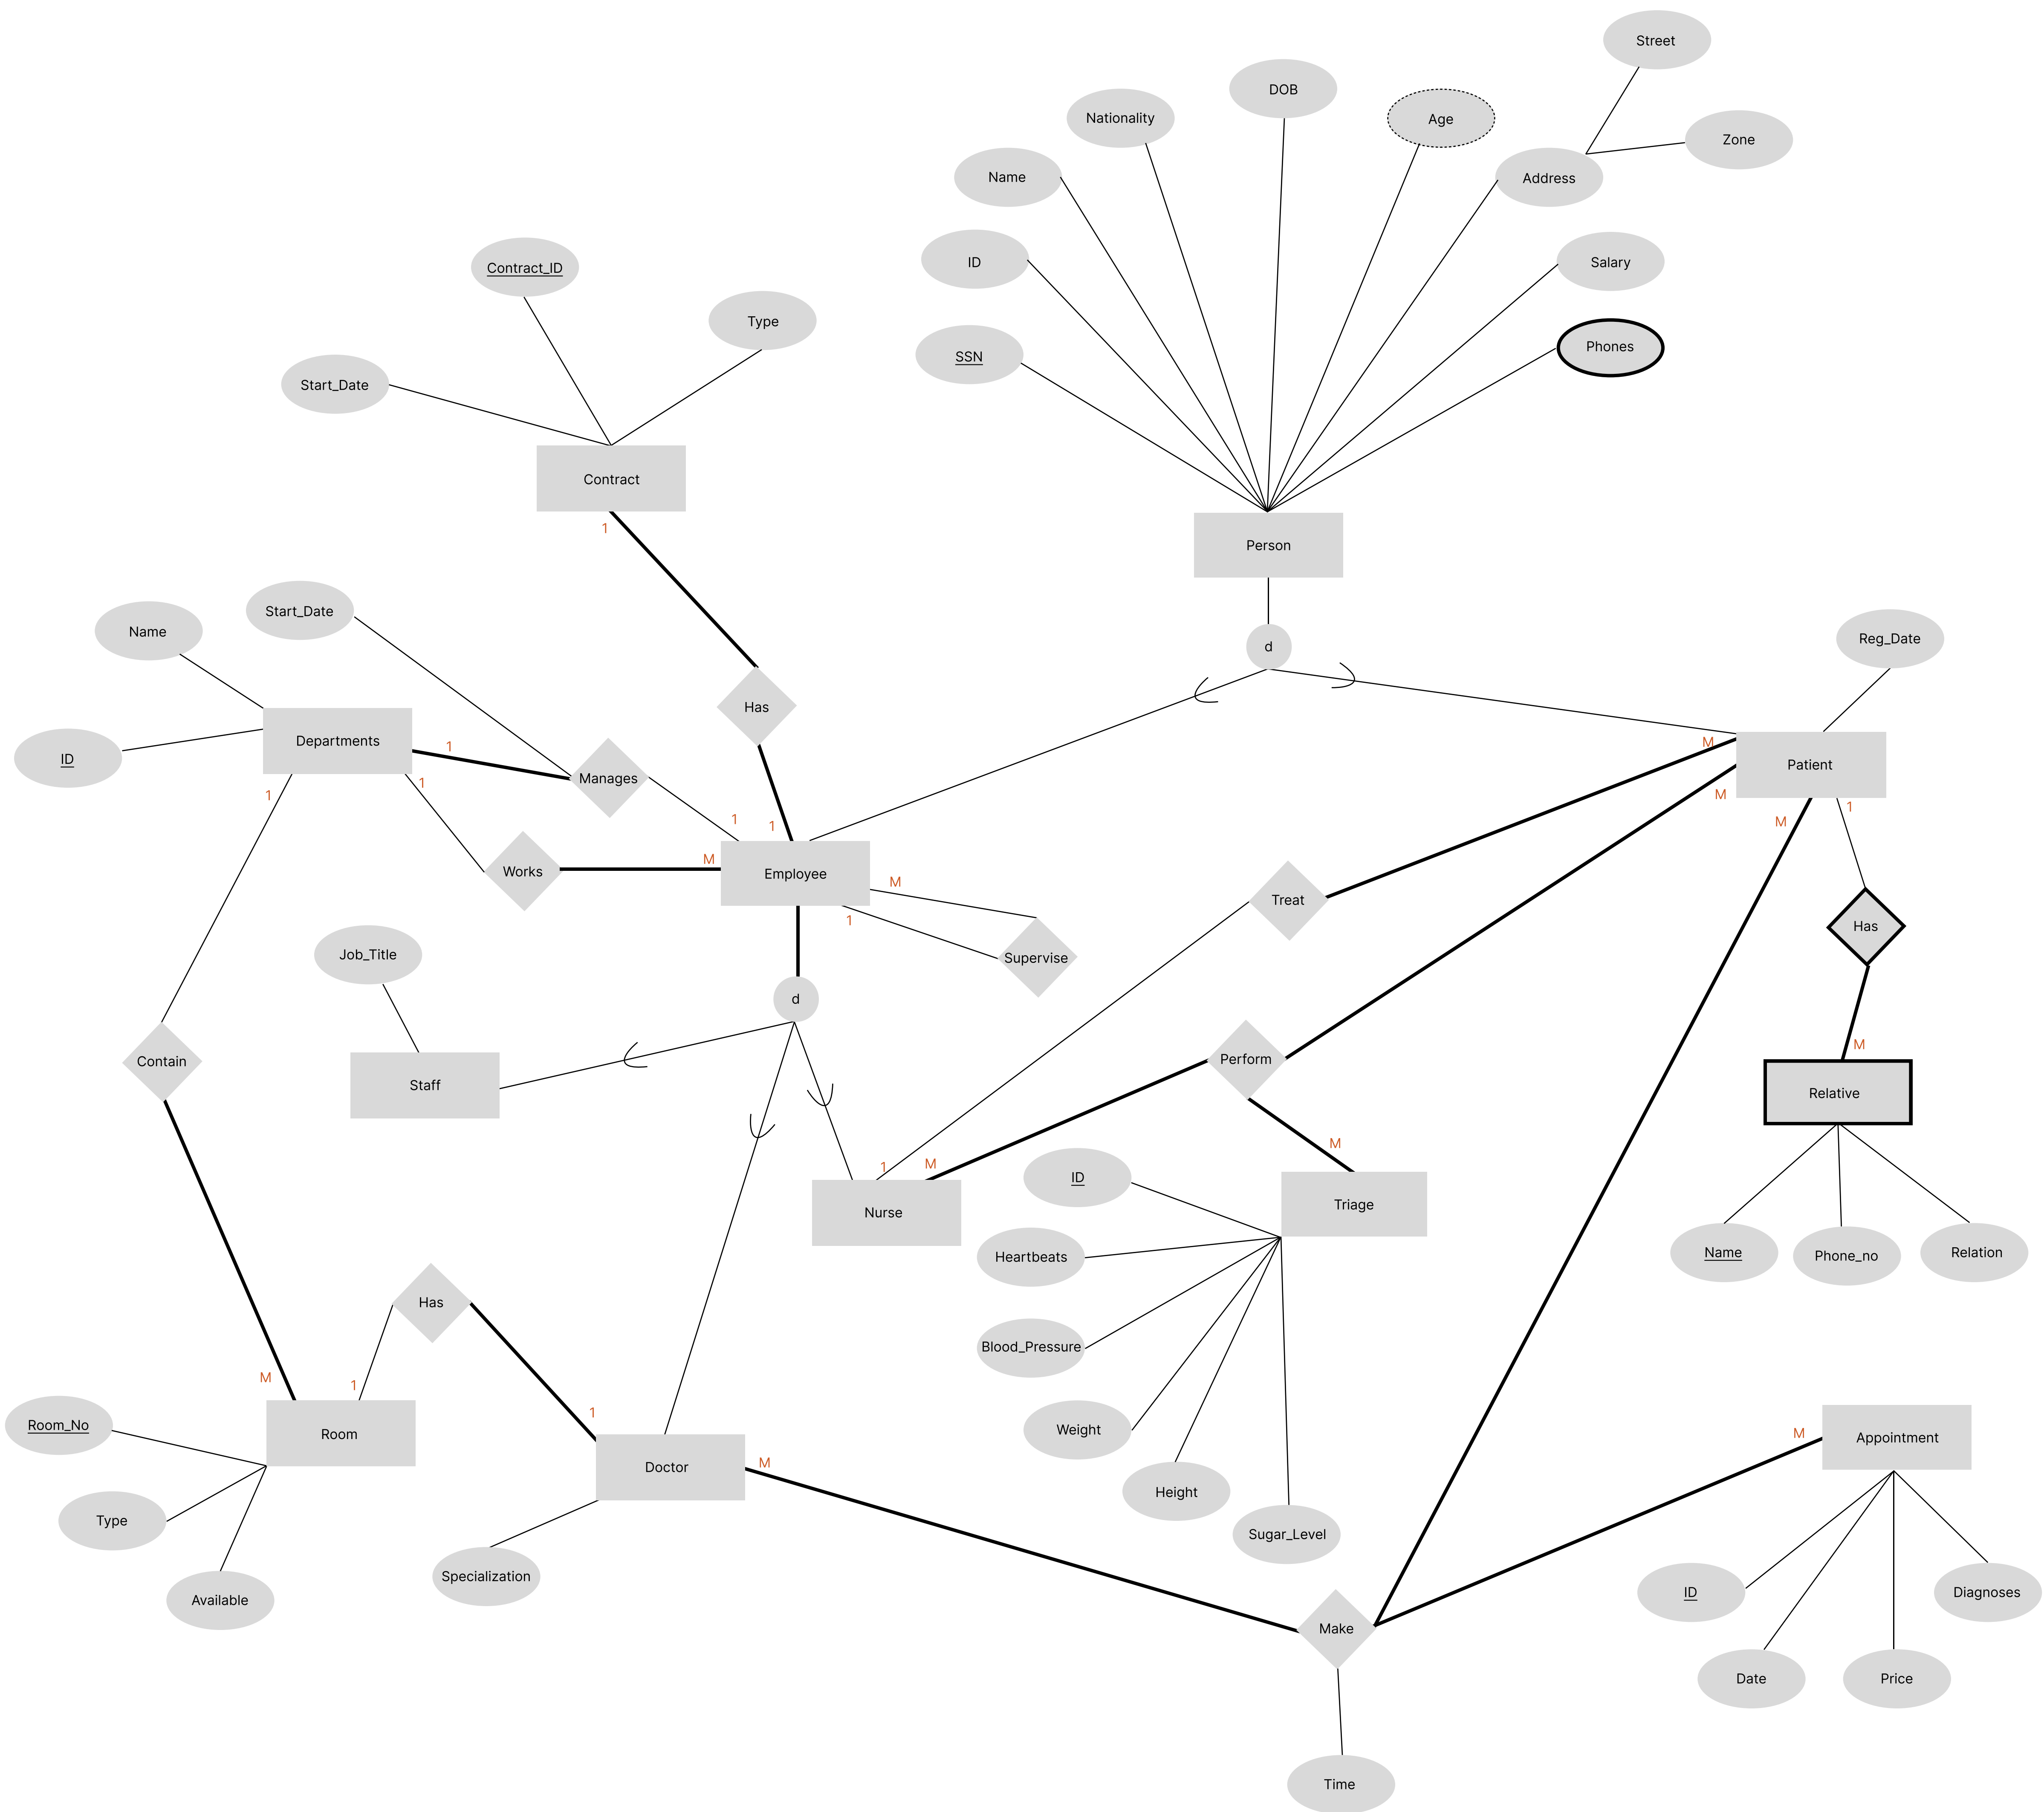 Street
DOB
Nationality
Age
Zone
Name
Address
ID
Salary
Contract_ID
Type
Phones
SSN
Start_Date
Contract
1
Person
Start_Date
Name
d
Reg_Date
Has
Departments
1
M
ID
Manages
Patient
1
1
M
1
1
1
M
M
Works
Employee
M
Treat
1
Has
Job_Title
Supervise
d
M
Contain
Perform
Staff
Relative
M
1
M
ID
Triage
Nurse
Heartbeats
Name
Phone_no
Relation
Has
Blood_Pressure
M
1
1
Room_No
Room
Weight
M
Appointment
M
Doctor
Height
Type
Sugar_Level
Specialization
ID
Diagnoses
Available
Make
Date
Price
Time